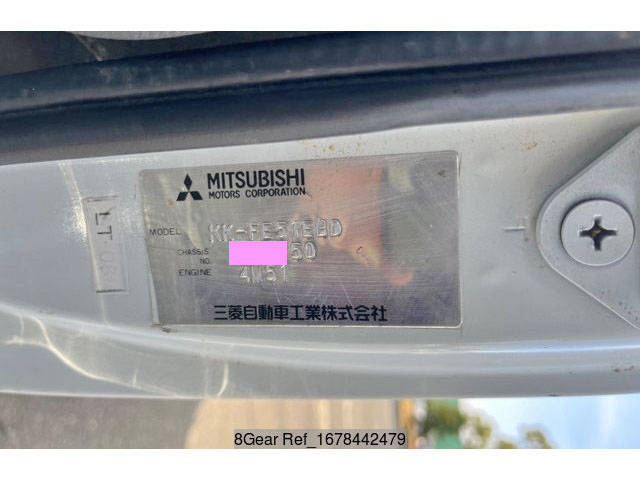 MITSUBISHI
MOTORS CORPORATION
MODEL KK-FE51EBD
CHASSIS NO. 50
ENGINE 4M51
三菱自動車工業株式会社
8Gear Ref_1678442479